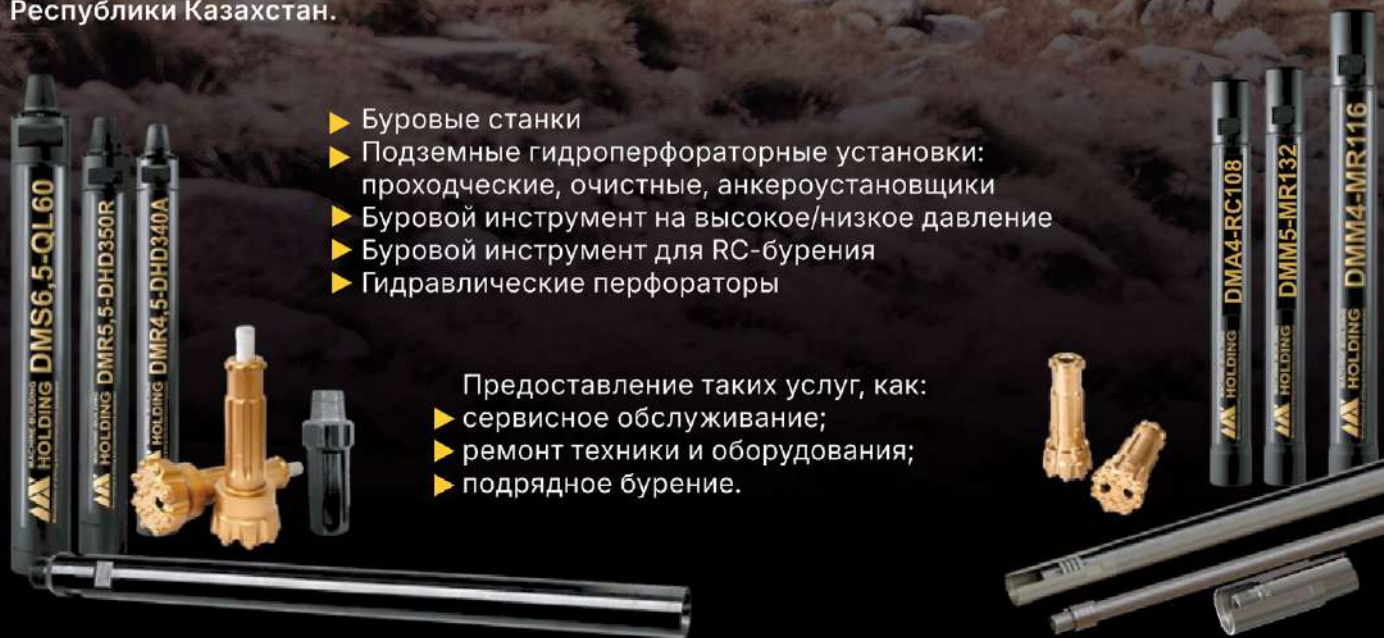 Республики Казахстан.
Буровые станки
Подземные гидроперфораторные установки:
проходческие, очистные, анкероустановщики
Буровой инструмент на высокое/низкое давление
Буровой инструмент для RC-бурения
Гидравлические перфораторы
Предоставление таких услуг, как:
сервисное обслуживание;
ремонт техники и оборудования;
подрядное бурение.
MACHINE-BUILDING
HOLDING DMS6,5-QL60
HOLDING DMR5,5-DHD350R
HOLDING DMR4,5-DHD340A
HOLDING DMA4-RC108
HOLDING DMM5-MR132
HOLDING DMM4-MR116